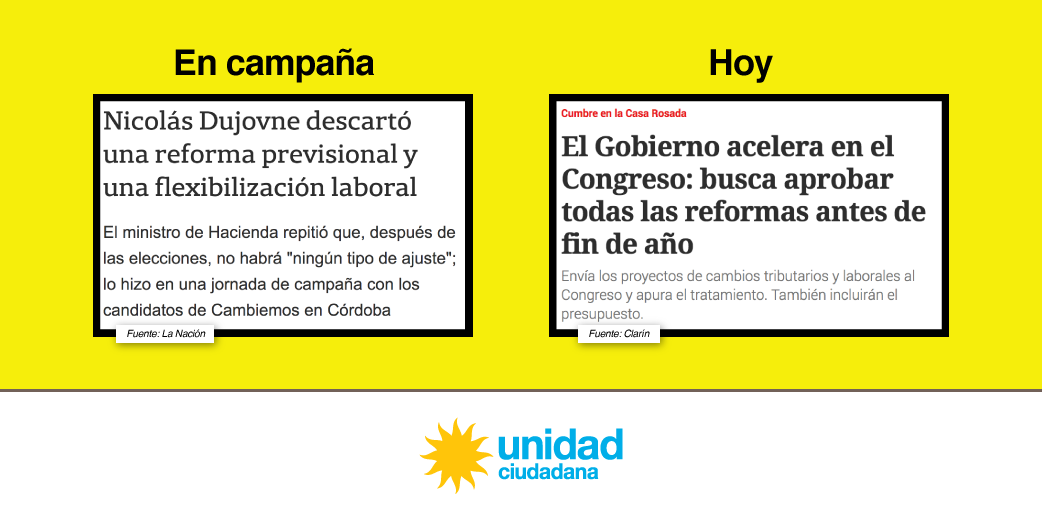 En campaña
Nicolás Dujovne descartó
una reforma previsional y
una flexibilización laboral
El ministro de Hacienda repitió que, después de
las elecciones, no habrá "ningún tipo de ajuste";
lo hizo en una jornada de campaña con los
candidatos de Cambiemos en Córdoba
Fuente: La Nación
Hoy
Cumbre en la Casa Rosada
El Gobierno acelera en el
Congreso: busca aprobar
todas las reformas antes de
fin de año
Envía los proyectos de cambios tributarios y laborales al
Congreso y apura el tratamiento. También incluirán el
presupuesto.
Fuente: Clarín
unidad
ciudadana